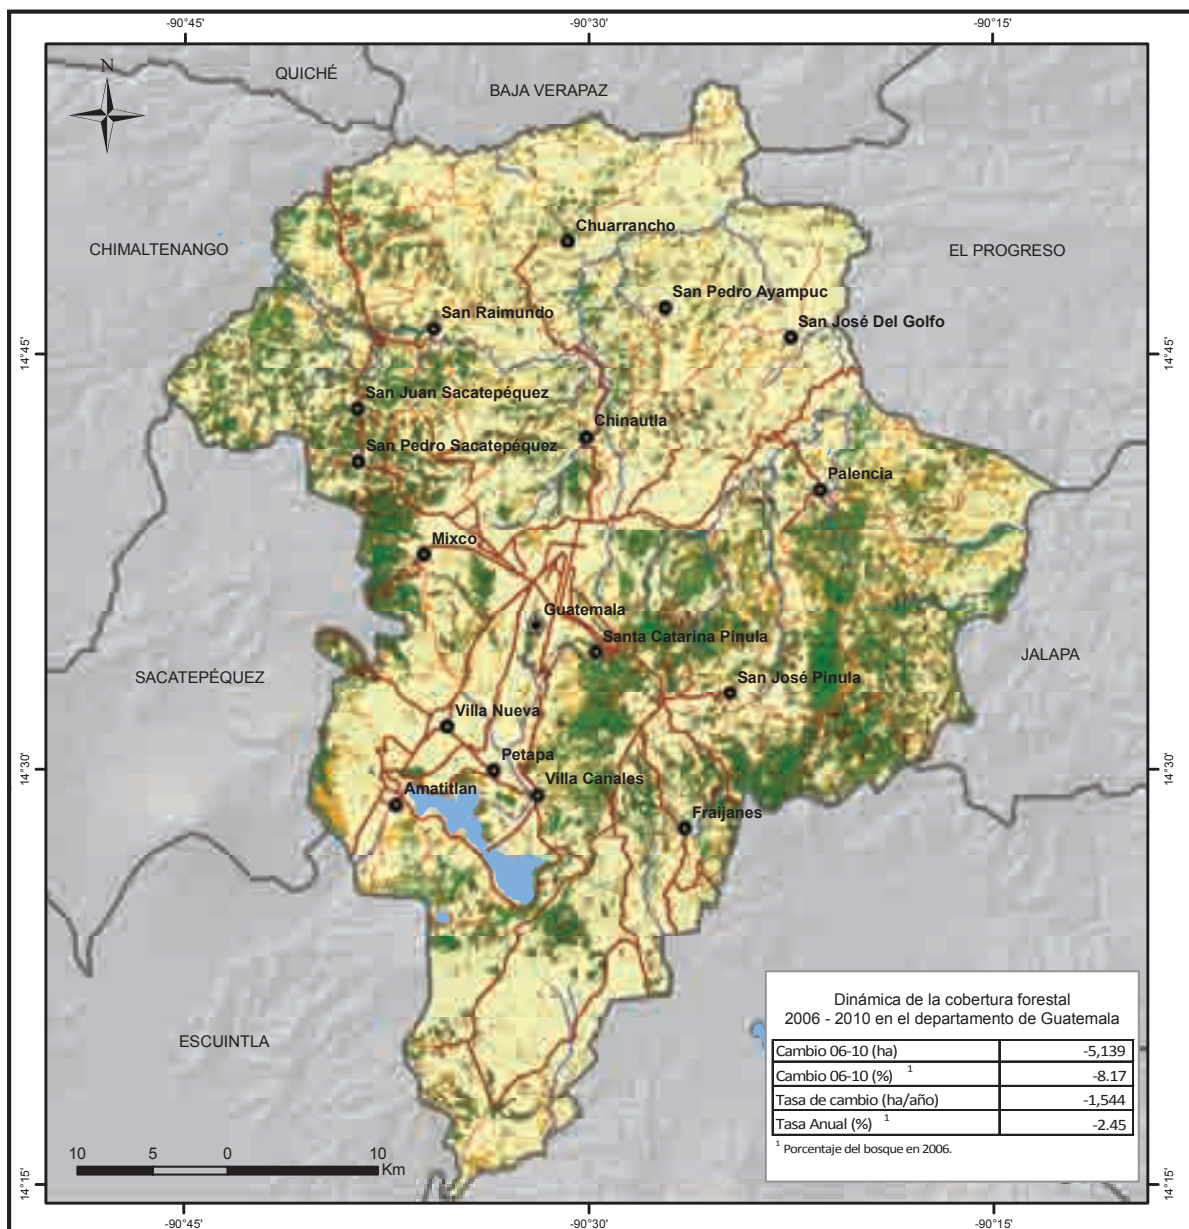 -90°45'
-90°30'
-90°15'
N
QUICHÉ
BAJA VERAPAZ
CHIMALTENANGO
EL PROGRESO
Chuarrancho
San Pedro Ayampuc
San Raimundo
San José Del Golfo
14°45'
14°45'
San Juan Sacatepéquez
Chinautla
San Pedro Sacatepéquez
Palencia
Mixco
Guatemala
Santa Catarina Pinula
JALAPA
SACATEPÉQUEZ
San José Pinula
Villa Nueva
Petapa
14°30'
14°30'
Villa Canales
Amatitlan
Fraijanes
ESCUINTLA
Dinámica de la cobertura forestal
2006 - 2010 en el departamento de Guatemala
Cambio 06-10 (ha) -5,139
Cambio 06-10 (%) 1 -8.17
Tasa de cambio (ha/año) -1,544
Tasa Anual (%) 1 -2.45
1 Porcentaje del bosque en 2006.
10 5 0 10
Km
14°15'
14°15'
-90°45'
-90°30'
-90°15'